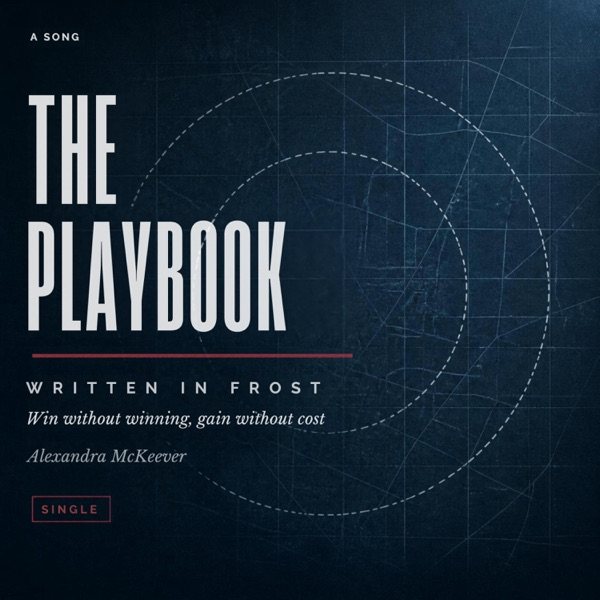 A SONG
THE
PLAYBOOK
WRITTEN IN FROST
Win without winning, gain without cost
Alexandra McKeever
SINGLE